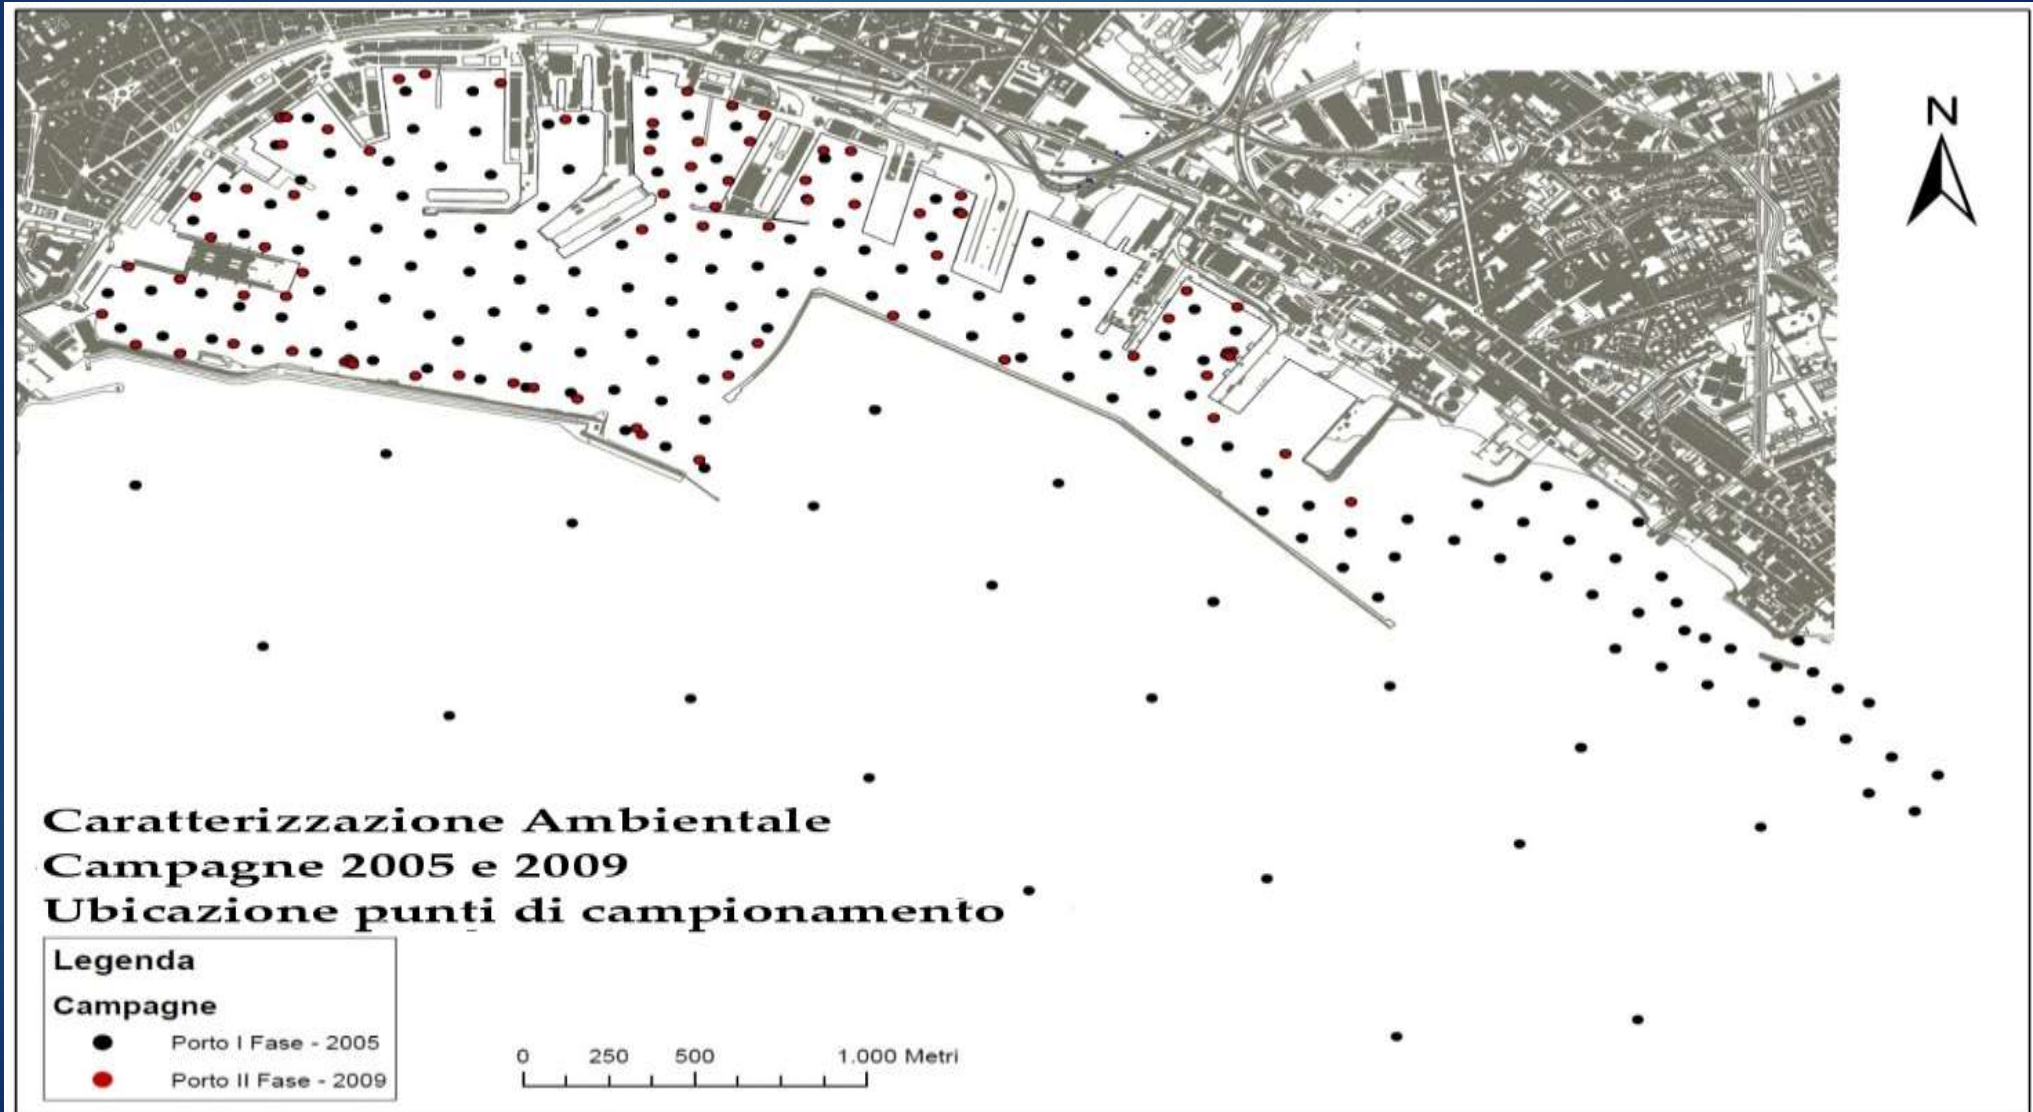 N
Caratterizzazione Ambientale
Campagne 2005 e 2009
Ubicazione punti di campionamento
Legenda
Campagne
Porto I Fase - 2005
Porto II Fase - 2009
0 250 500 1.000 Metri